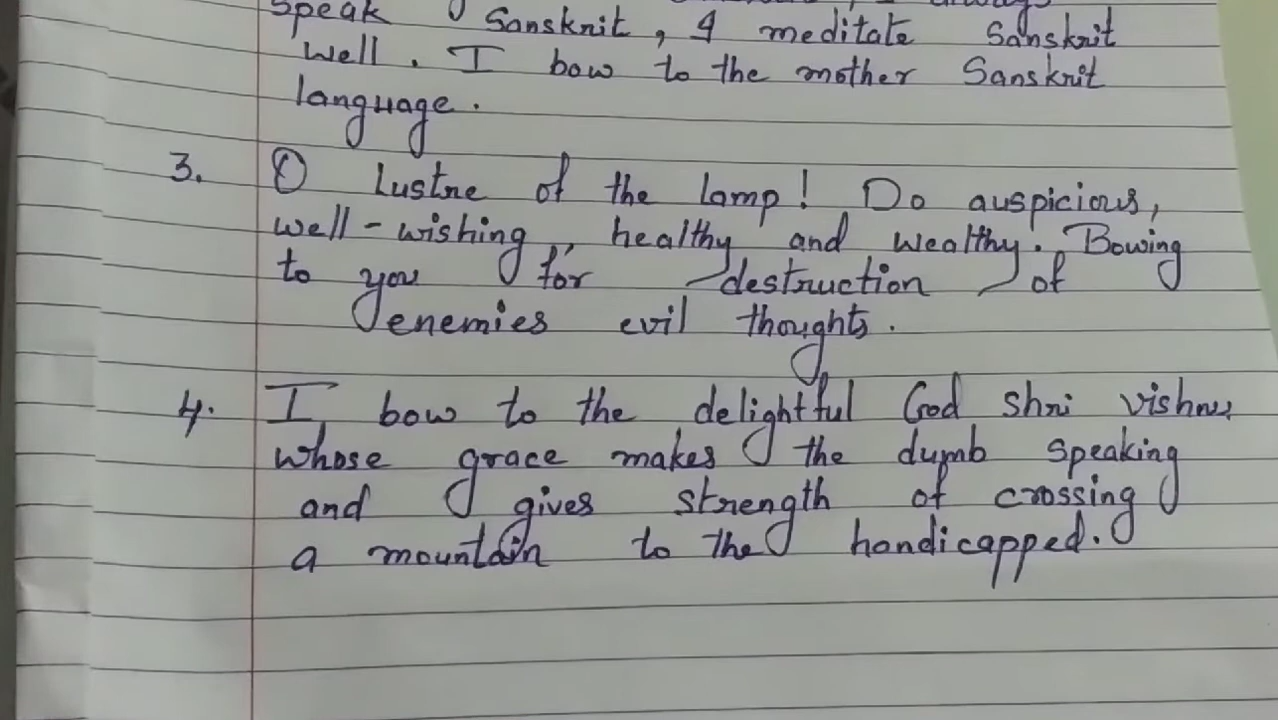 speak Sanskrit, I meditate Sanskrit
well. I bow to the mother Sanskrit
language.
3. O Lustre of the lamp! Do auspicious,
well-wishing, healthy and wealthy. Bowing
to you for destruction of
enemies evil thoughts.
4. I bow to the delightful God shri vishnu
whose grace makes the dumb speaking
and gives strength of crossing
a mountain to the handicapped.